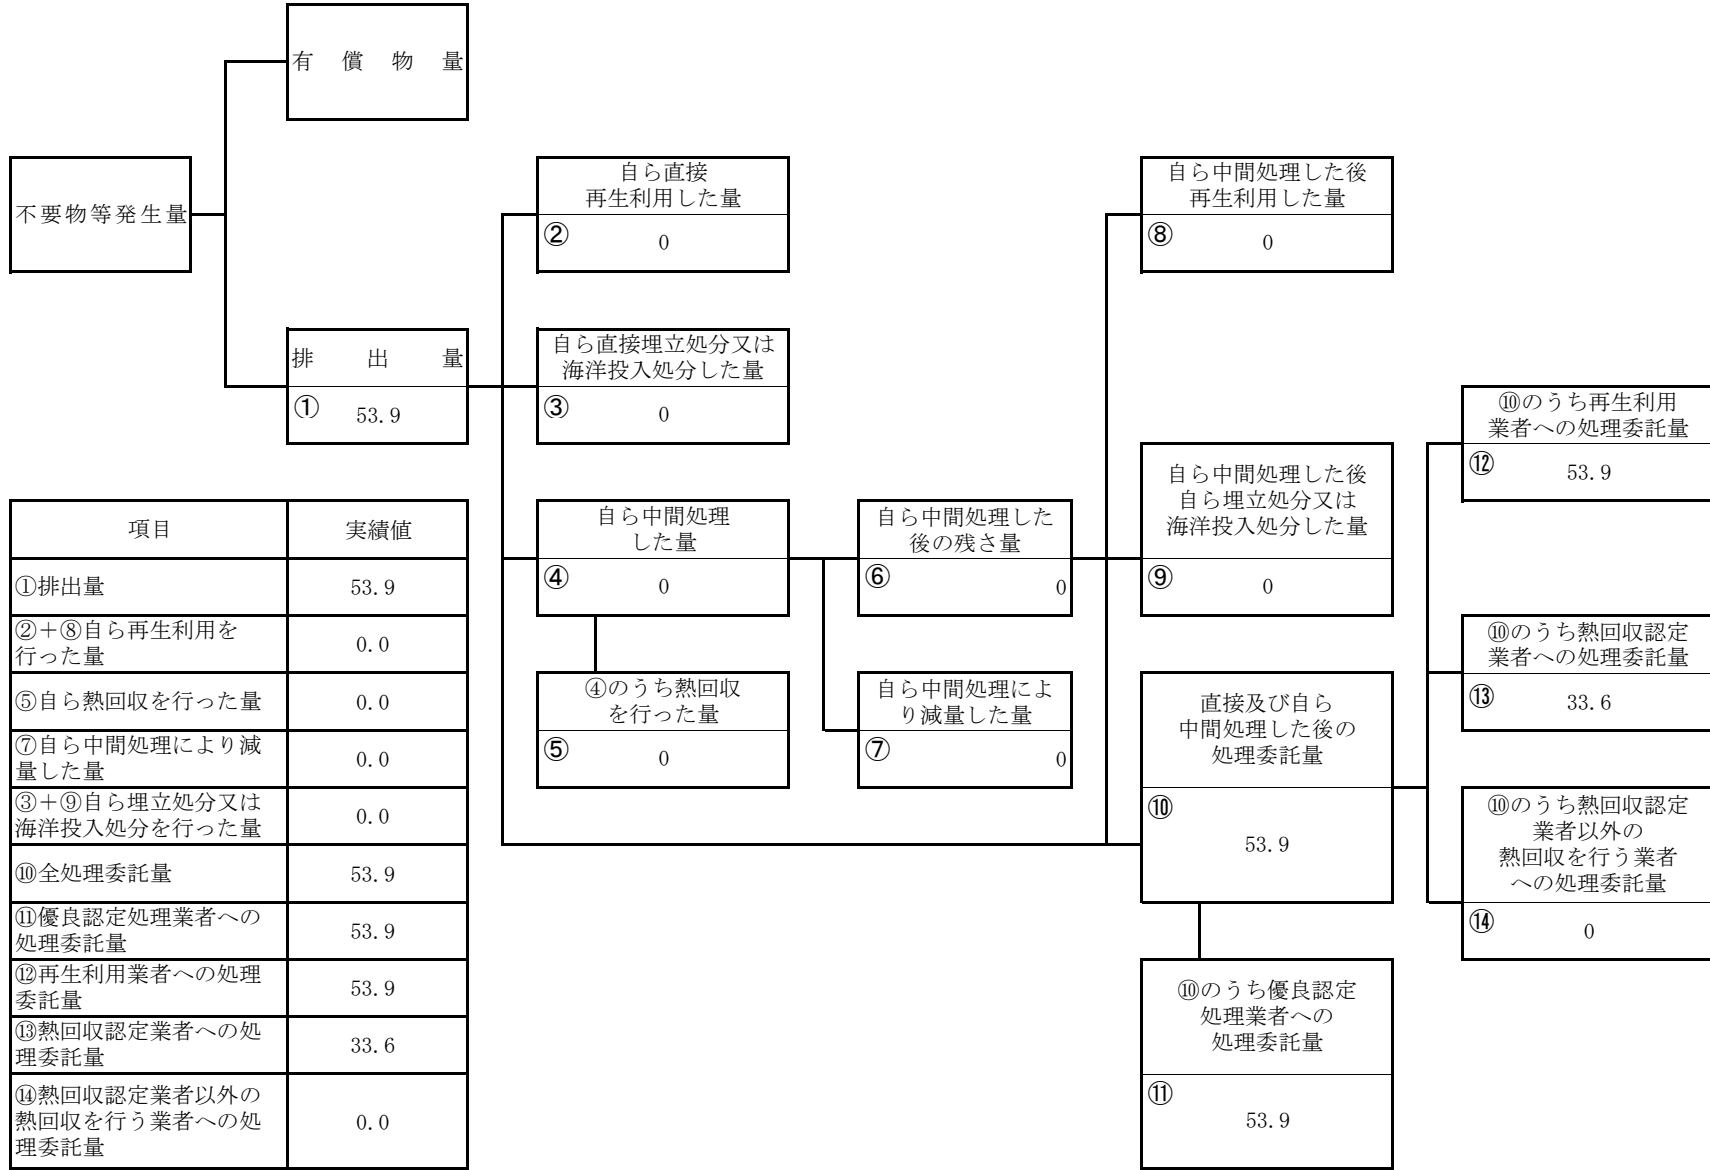 有償物量
不要物等発生量
排出量
① 53.9
自ら直接
再生利用した量
② 0
自ら直接埋立処分又は
海洋投入処分した量
③ 0
自ら中間処理
した量
④ 0
④のうち熱回収
を行った量
⑤ 0
自ら中間処理した
後の残さ量
⑥ 0
自ら中間処理によ
り減量した量
⑦ 0
自ら中間処理した後
再生利用した量
⑧ 0
自ら中間処理した後
自ら埋立処分又は
海洋投入処分した量
⑨ 0
直接及び自ら
中間処理した後の
処理委託量
⑩
53.9
⑩のうち優良認定
処理業者への
処理委託量
⑪
53.9
⑩のうち再生利用
業者への処理委託量
⑫ 53.9
⑩のうち熱回収認定
業者への処理委託量
⑬ 33.6
⑩のうち熱回収認定
業者以外の
熱回収を行う業者
への処理委託量
⑭ 0
項目 実績値
①排出量 53.9
②+⑧自ら再生利用を
行った量 0.0
⑤自ら熱回収を行った量 0.0
⑦自ら中間処理により減
量した量 0.0
③+⑨自ら埋立処分又は
海洋投入処分を行った量 0.0
⑩全処理委託量 53.9
⑪優良認定処理業者への
処理委託量 53.9
⑫再生利用業者への処理
委託量 53.9
⑬熱回収認定業者への処
理委託量 33.6
⑭熱回収認定業者以外の
熱回収を行う業者への処
理委託量 0.0